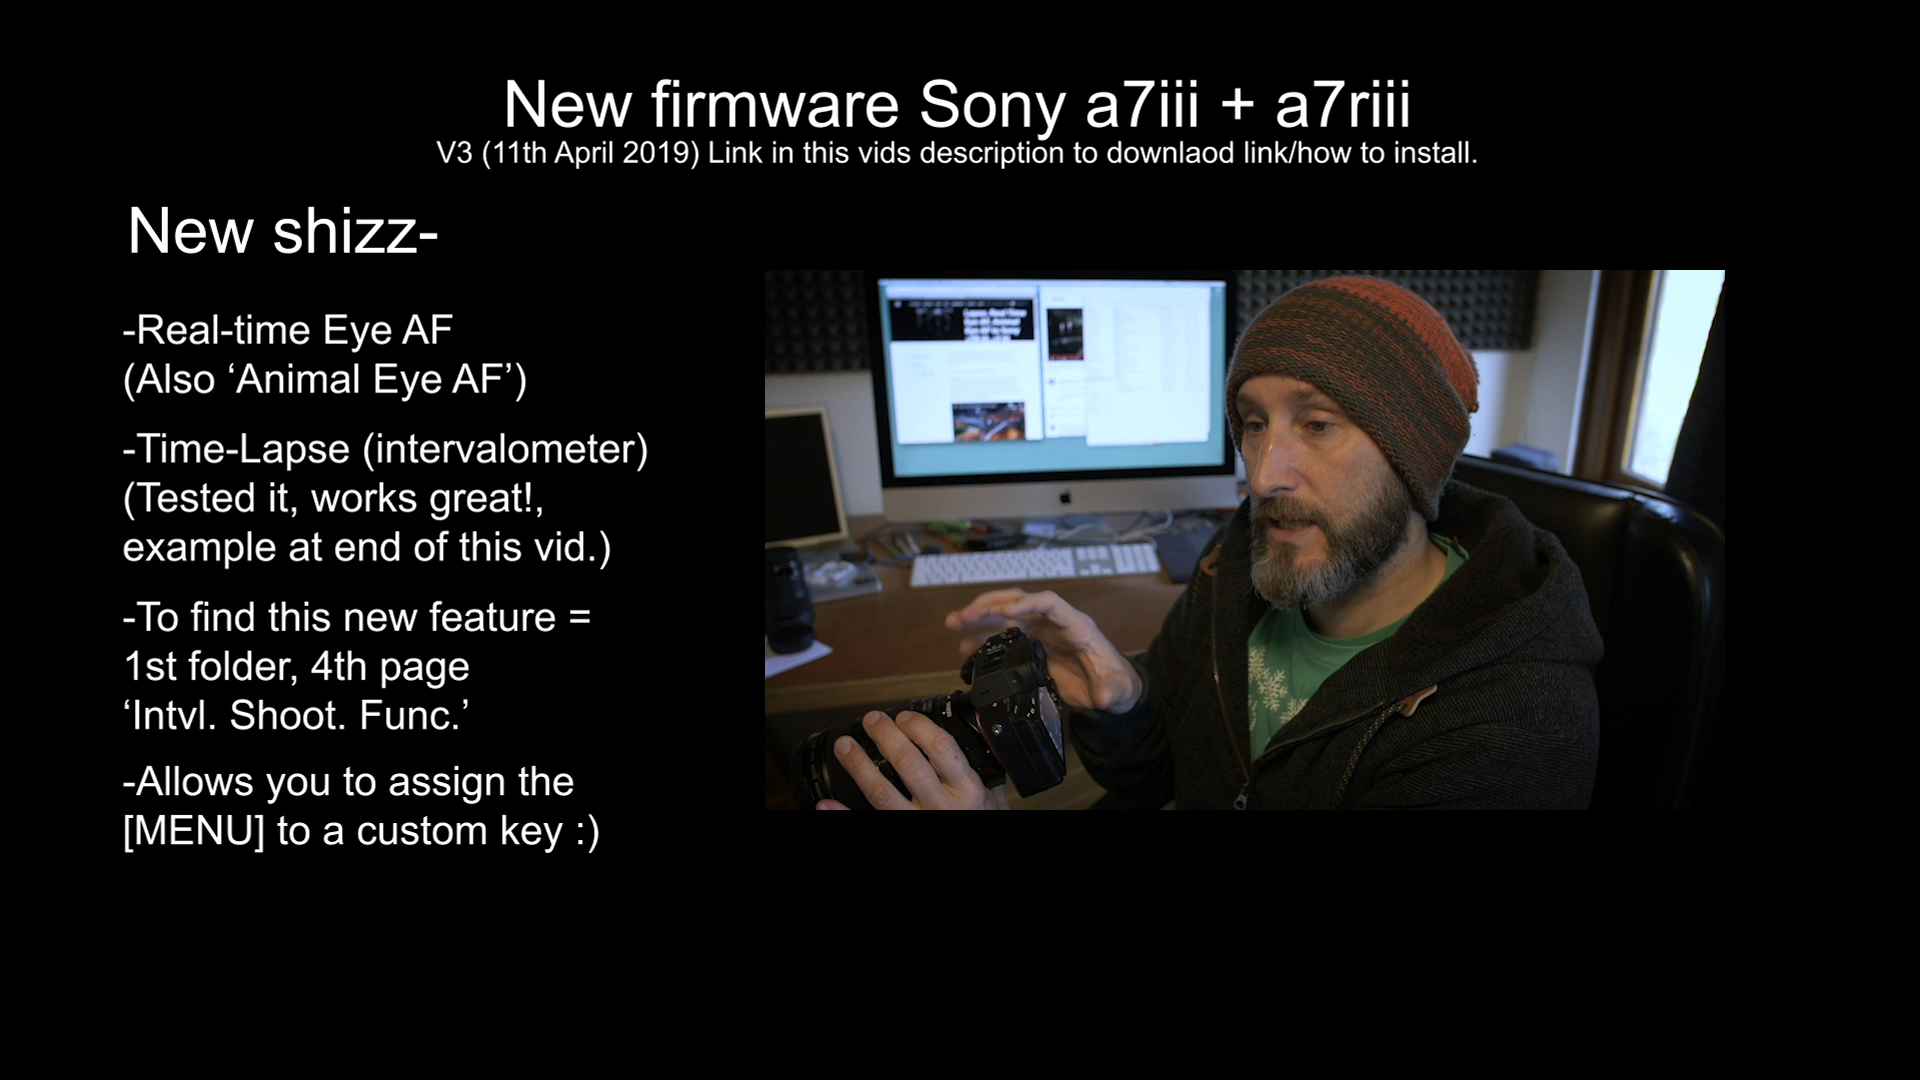 New firmware Sony a7iii + a7riii
V3 (11th April 2019) Link in this vids description to downlaod link/how to install.
New shizz-
-Real-time Eye AF
(Also ‘Animal Eye AF’)
-Time-Lapse (intervalometer)
(Tested it, works great!,
example at end of this vid.)
-To find this new feature =
1st folder, 4th page
‘Intvl. Shoot. Func.’
-Allows you to assign the
[MENU] to a custom key :)